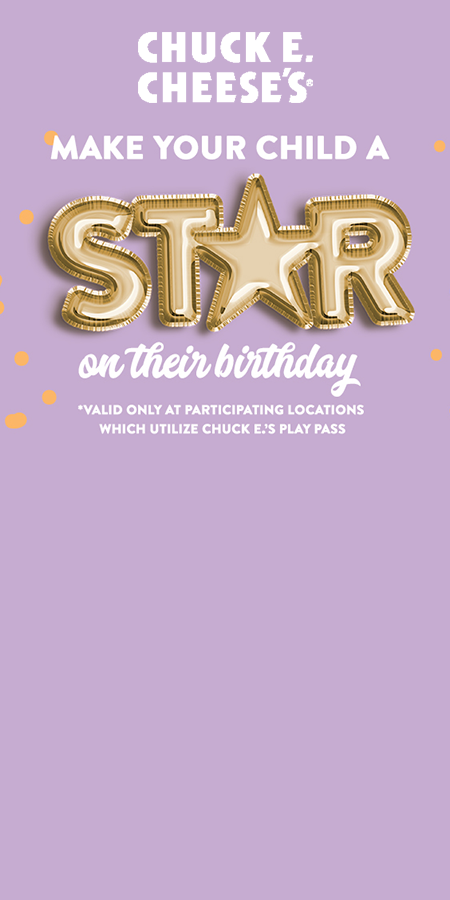 CHUCK E.
CHEESE'S®
MAKE YOUR CHILD A
STAR
on their birthday
*VALID ONLY AT PARTICIPATING LOCATIONS
WHICH UTILIZE CHUCK E.'S PLAY PASS